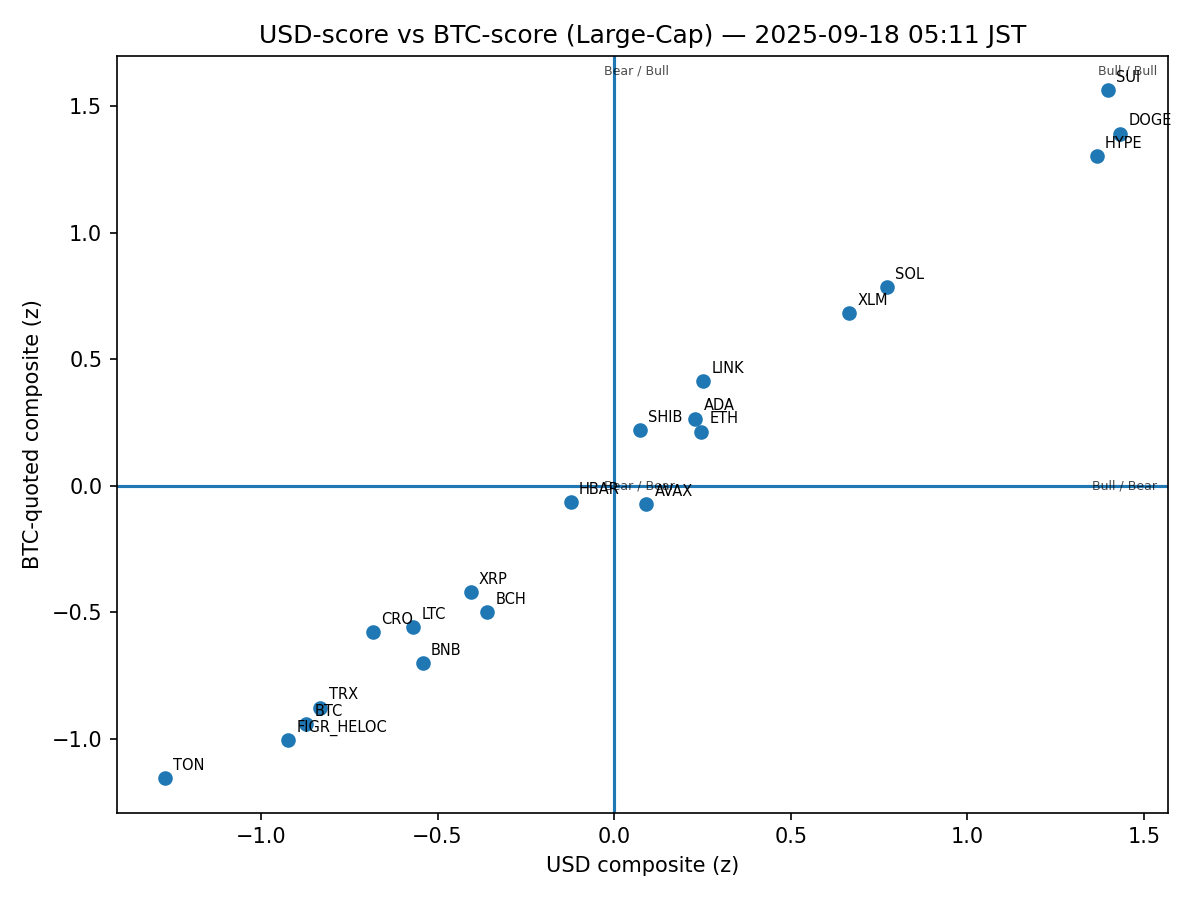 USD-score vs BTC-score (Large-Cap) — 2025-09-18 05:11 JST
Bear / Bull
Bull / Bull
SUI
DOGE
HYPE
SOL
XLM
LINK
ADA
SHIB
ETH
HBAR
Bear / Bear
AVAX
Bull / Bear
XRP
BCH
CRO
LTC
BNB
TRX
BTC
FIGR_HELOC
TON
1.5
1.0
0.5
0.0
−0.5
−1.0
BTC-quoted composite (z)
−1.0
−0.5
0.0
0.5
1.0
1.5
USD composite (z)